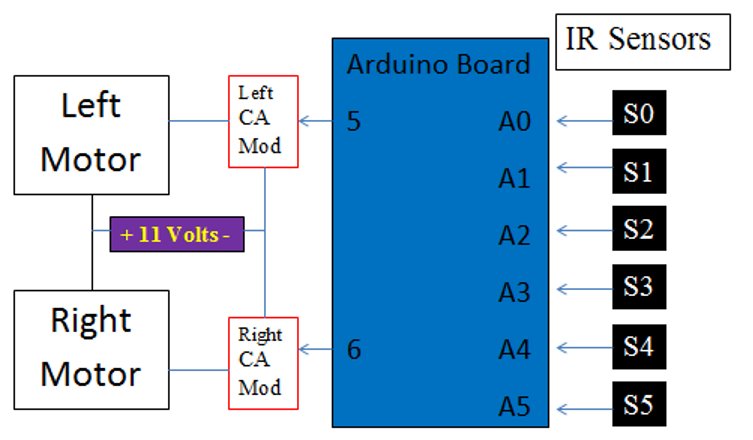 IR Sensors
Arduino Board
Left
Motor
Left
CA
Mod
5
A0
S0
A1
S1
+ 11 Volts -
A2
S2
A3
S3
Right
Motor
Right
CA
Mod
6
A4
S4
A5
S5